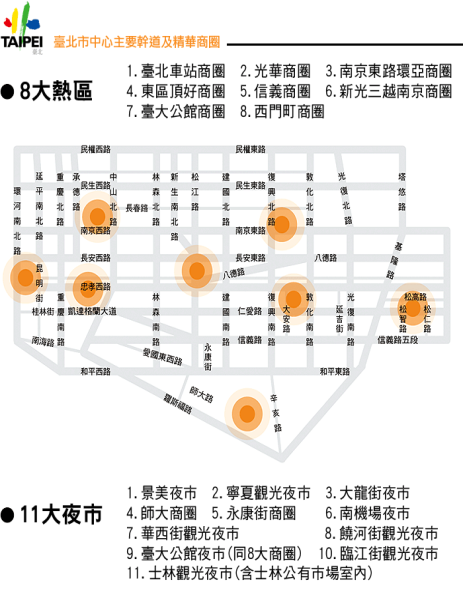 TAIPEI
臺北
臺北市中心主要幹道及精華商圈
● 8大熱區
1.臺北車站商圈 2.光華商圈 3.南京東路環亞商圈
4.東區頂好商圈 5.信義商圈 6.新光三越南京商圈
7.臺大公館商圈 8.西門町商圈
民權西路 民權東路
環河南北路
延平南北路
重慶北路
承德路
中山北路
林森北路
新生南北路
松江路
建國北路
復興北路
敦化北路
光復北路
塔悠路
民生西路 民生東路
長春路
南京西路 南京東路
基隆路
長安西路 長安東路 八德路
八德路
昆明街
忠孝西路
松高路
桂林街 凱達格蘭大道
重慶南路
林森南路
建國南路
仁愛路
復興南路
大安路
敦化南路
延吉街
光復南路
松智路
松仁路
南海路 信義路 信義路五段
愛國東西路
永康街
和平西路 和平東路
師大路
羅斯福路
辛亥路
● 11大夜市
1.景美夜市 2.寧夏觀光夜市 3.大龍街夜市
4.師大商圈 5.永康街商圈 6.南機場夜市
7.華西街觀光夜市 8.饒河街觀光夜市
9.臺大公館夜市(同8大商圈) 10.臨江街觀光夜市
11.士林觀光夜市(含士林公有市場室內)